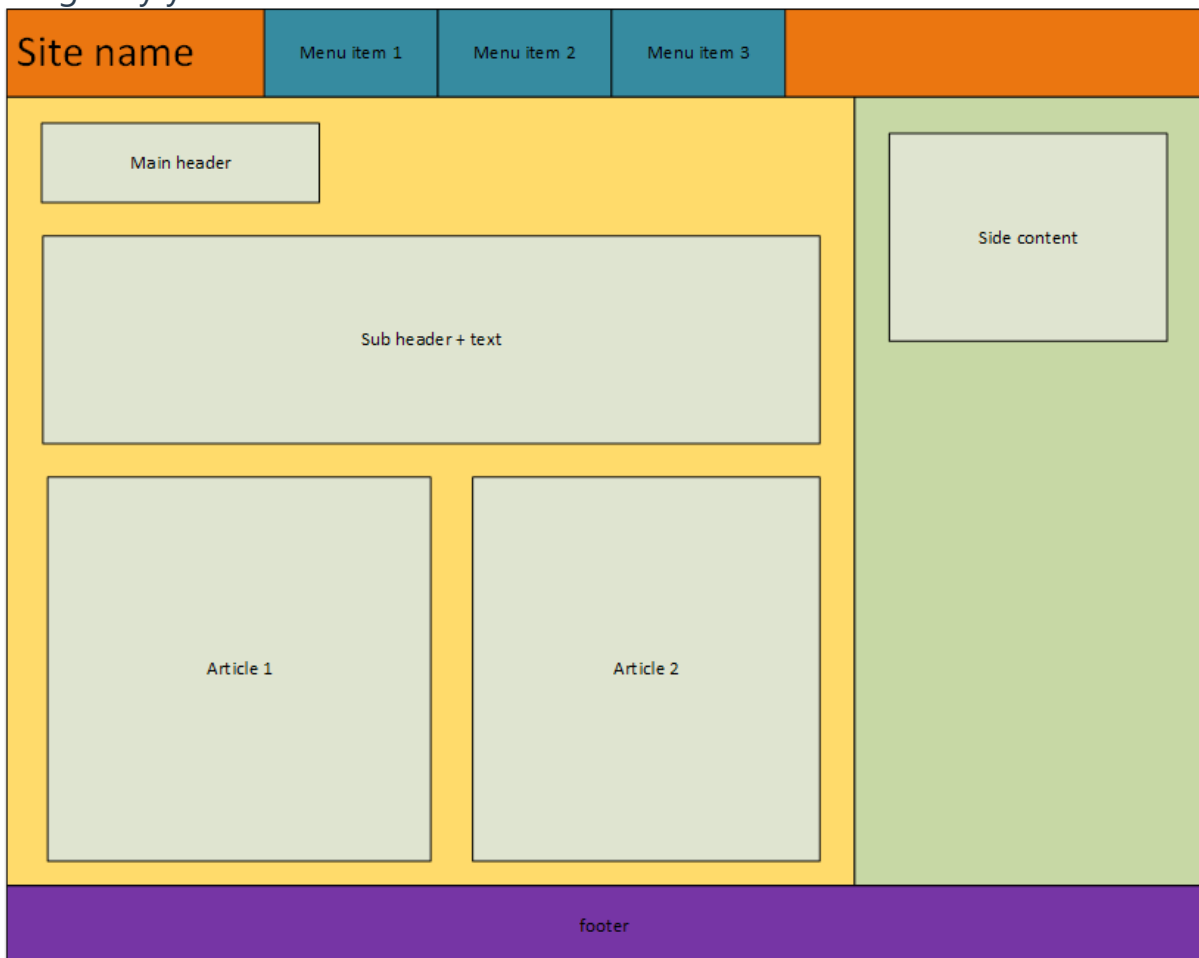 Site name
Menu item 1
Menu item 2
Menu item 3
Main header
Side content
Sub header + text
Article 1
Article 2
footer